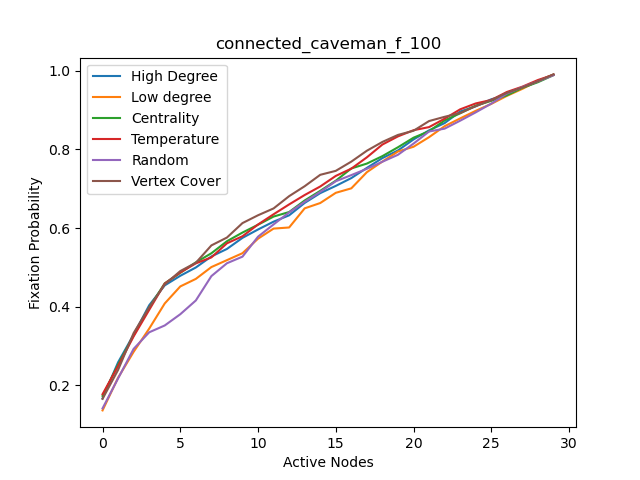 connected_caveman_f_100
High Degree
Low degree
Centrality
Temperature
Random
Vertex Cover
Fixation Probability
1.0
0.8
0.6
0.4
0.2
0 5 10 15 20 25 30
Active Nodes